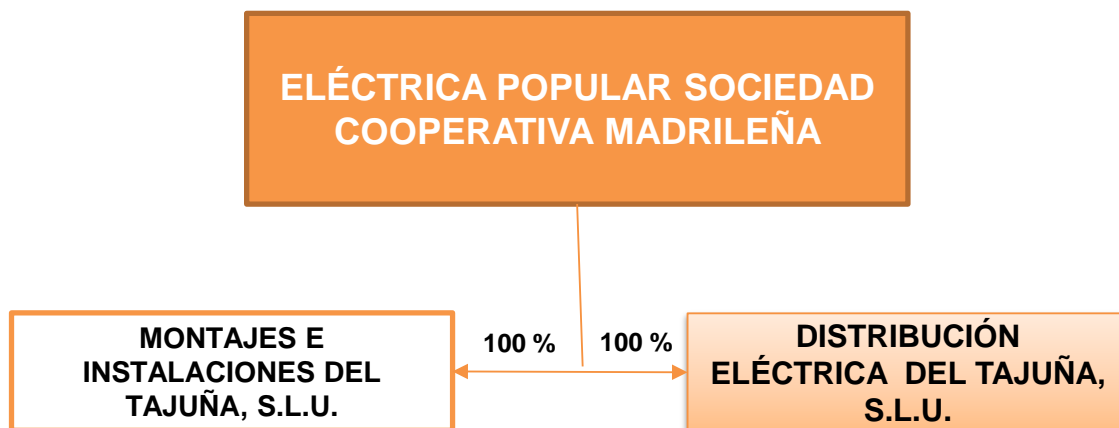 ELÉCTRICA POPULAR SOCIEDAD
COOPERATIVA MADRILEÑA
100 %
100 %
MONTAJES E
INSTALACIONES DEL
TAJUÑA, S.L.U.
DISTRIBUCIÓN
ELÉCTRICA DEL TAJUÑA,
S.L.U.